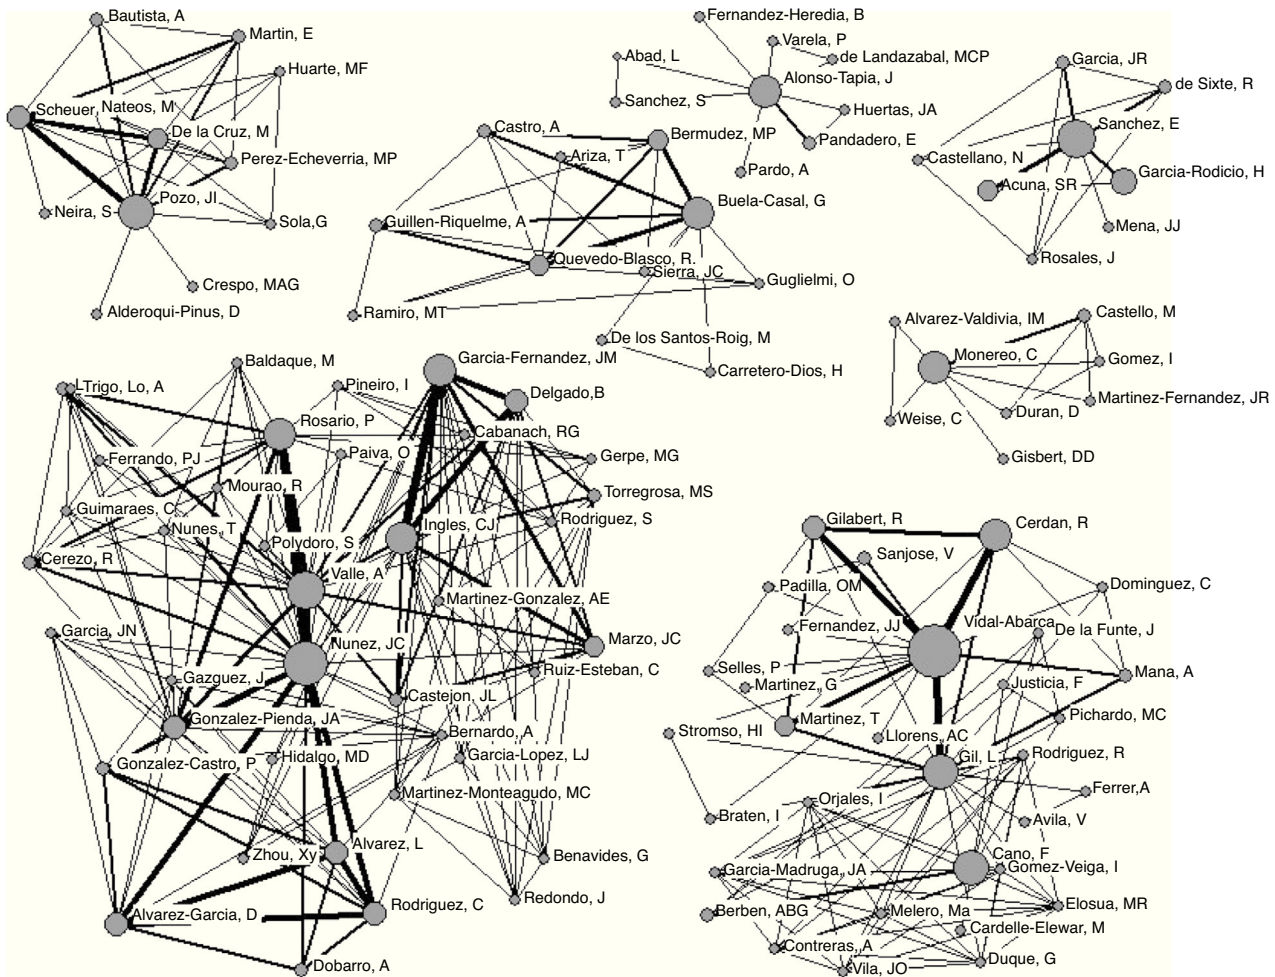 Bautista, A
Martin, E
Huarte, MF
Scheuer, Nateos, M
De la Cruz, M
Perez-Echeverria, MP
Pozo, JI
Neira, S
Sola,G
Crespo, MAG
Alderoqui-Pinus, D
Fernandez-Heredia, B
Varela, P
de Landazabal, MCP
Abad, L
Alonso-Tapia, J
Sanchez, S
Huertas, JA
Pandadero, E
Pardo, A
Castro, A
Bermudez, MP
Ariza, T
Buela-Casal, G
Guillen-Riquelme, A
Quevedo-Blasco, R.
Sierra, JC
Guglielmi, O
Ramiro, MT
De los Santos-Roig, M
Carretero-Dios, H
Garcia, JR
de Sixte, R
Sanchez, E
Castellano, N
Garcia-Rodicio, H
Acuna, SR
Mena, JJ
Rosales, J
Alvarez-Valdivia, IM
Castello, M
Monereo, C
Gomez, I
Martinez-Fernandez, JR
Weise, C
Duran, D
Gisbert, DD
Baldaque, M
Garcia-Fernandez, JM
LTrigo, Lo, A
Pineiro, I
Delgado,B
Rosario, P
Cabanach, RG
Ferrando, PJ
Paiva, O
Gerpe, MG
Mourao, R
Torregrosa, MS
Guimaraes, C
Nunes, T
Ingles, CJ
Rodriguez, S
Polydoro, S
Cerezo, R
Valle, A
Martinez-Gonzalez, AE
Garcia, JN
Nunez, JC
Marzo, JC
Gazguez, J
Ruiz-Esteban, C
Castejon, JL
Gonzalez-Pienda, JA
Bernardo, A
Gonzalez-Castro, P
Hidalgo, MD
Garcia-Lopez, LJ
Martinez-Monteagudo, MC
Zhou, Xy
Alvarez, L
Benavides, G
Redondo, J
Alvarez-Garcia, D
Rodriguez, C
Dobarro, A
Gilabert, R
Cerdan, R
Sanjose, V
Padilla, OM
Dominguez, C
Fernandez, JJ
Vidal-Abarca,
De la Funte, J
Selles, P
Mana, A
Martinez, G
Justicia, F
Martinez, T
Pichardo, MC
Stromso, HI
Llorens, AC
Gil, L
Rodriguez, R
Orjales, I
Ferrer,A
Braten, I
Avila, V
Cano, F
Garcia-Madruga, JA
Gomez-Veiga, I
Berben, ABG
Melero, Ma
Elosua, MR
Cardelle-Elewar, M
Contreras, A
Vila, JO
Duque, G